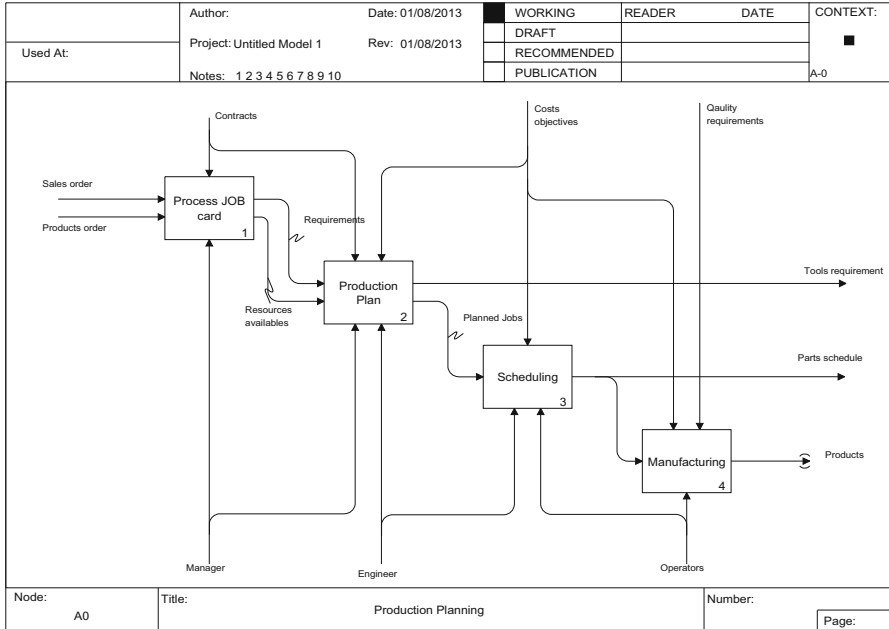 Used At:
Author:
Date: 01/08/2013
Project: Untitled Model 1
Rev: 01/08/2013
Notes: 1 2 3 4 5 6 7 8 9 10
WORKING
DRAFT
RECOMMENDED
PUBLICATION
READER
DATE
CONTEXT:
A-0
Contracts
Costs
objectives
Qaulity
requirements
Sales order
Products order
Process JOB
card
1
Requirements
Resources
availables
Production
Plan
2
Tools requirement
Planned Jobs
Scheduling
3
Parts schedule
Manufacturing
4
Products
Manager
Engineer
Operators
Node:
A0
Title:
Production Planning
Number:
Page: